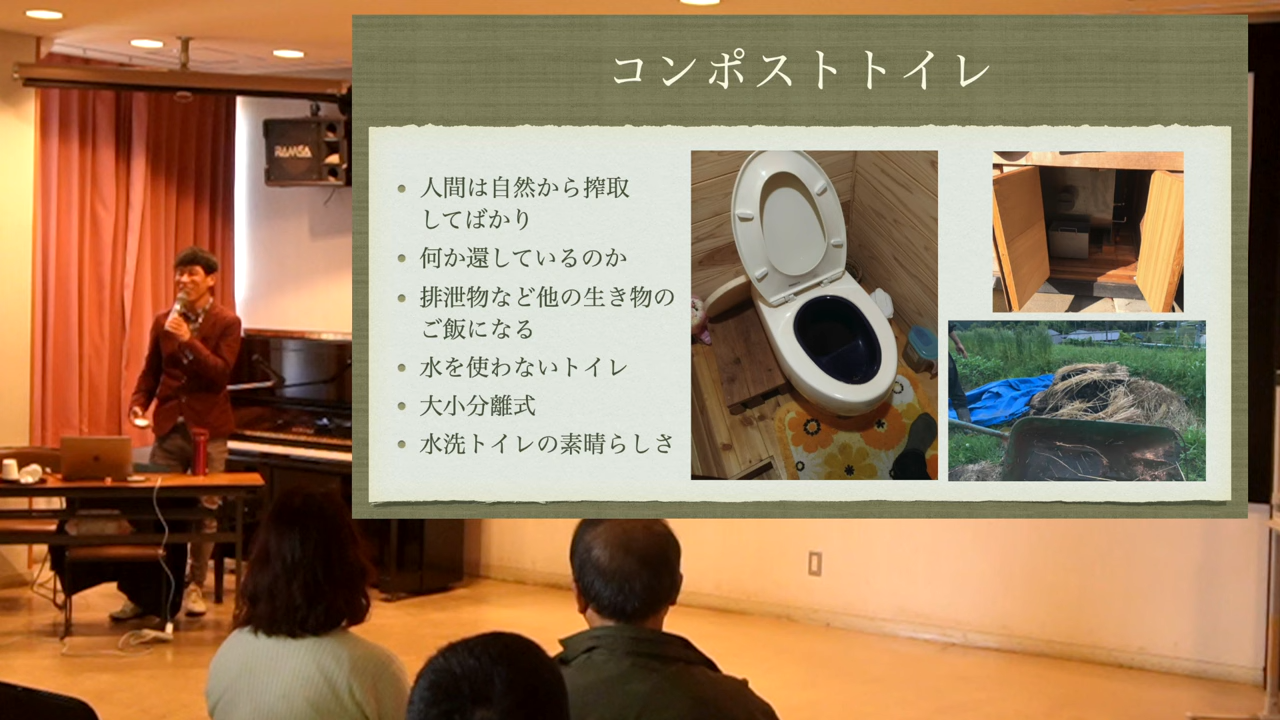 コンポストトイレ
人間は自然から搾取
してばかり
何か還しているのか
排泄物など他の生き物の
ご飯になる
水を使わないトイレ
大小分離式
水洗トイレの素晴らしさ
RAMSA